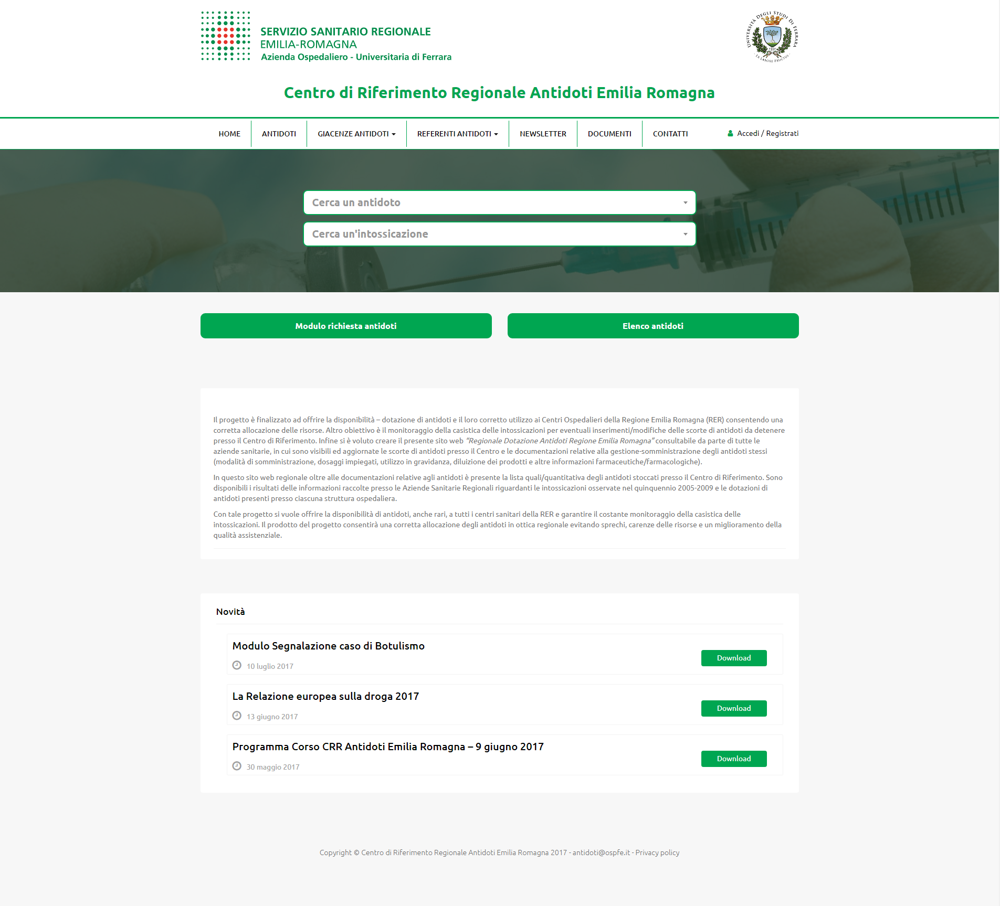 SERVIZIO SANITARIO REGIONALE
EMILIA-ROMAGNA
Azienda Ospedaliero - Universitaria di Ferrara
UNIVERSITÀ DEGLI STUDI DI FERRARA
1391
- EX LABORE FRUCTUS -
Centro di Riferimento Regionale Antidoti Emilia Romagna
HOME
ANTIDOTI
GIACENZE ANTIDOTI
REFERENTI ANTIDOTI
NEWSLETTER
DOCUMENTI
CONTATTI
Accedi / Registrati
Cerca un antidoto
Cerca un'intossicazione
Modulo richiesta antidoti
Elenco antidoti
Il progetto è finalizzato ad offrire la disponibilità – dotazione di antidoti e il loro corretto utilizzo ai Centri Ospedalieri della Regione Emilia Romagna (RER) consentendo una
corretta allocazione delle risorse. Altro obiettivo è il monitoraggio della casistica delle intossicazioni per eventuali inserimenti/modifiche delle scorte di antidoti da detenere
presso il Centro di Riferimento. Infine si è voluto creare il presente sito web “Regionale Dotazione Antidoti Regione Emilia Romagna” consultabile da parte di tutte le
aziende sanitarie, in cui sono visibili ed aggiornate le scorte di antidoti presso il Centro e le documentazioni relative alla gestione-somministrazione degli antidoti stessi
(modalità di somministrazione, dosaggi impiegati, utilizzo in gravidanza, diluizione dei prodotti e altre informazioni farmaceutiche/farmacologiche).
In questo sito web regionale oltre alle documentazioni relative agli antidoti è presente la lista quali/quantitativa degli antidoti stoccati presso il Centro di Riferimento. Sono
disponibili i risultati delle informazioni raccolte presso le Aziende Sanitarie Regionali riguardanti le intossicazioni osservate nel quinquennio 2005-2009 e le dotazioni di
antidoti presenti presso ciascuna struttura ospedaliera.
Con tale progetto si vuole offrire la disponibilità di antidoti, anche rari, a tutti i centri sanitari della RER e garantire il costante monitoraggio della casistica delle
intossicazioni. Il prodotto del progetto consentirà una corretta allocazione degli antidoti in ottica regionale evitando sprechi, carenze delle risorse e un miglioramento della
qualità assistenziale.
Novità
Modulo Segnalazione caso di Botulismo
10 luglio 2017
Download
La Relazione europea sulla droga 2017
13 giugno 2017
Download
Programma Corso CRR Antidoti Emilia Romagna – 9 giugno 2017
30 maggio 2017
Download
Copyright © Centro di Riferimento Regionale Antidoti Emilia Romagna 2017 - antidoti@ospfe.it - Privacy policy